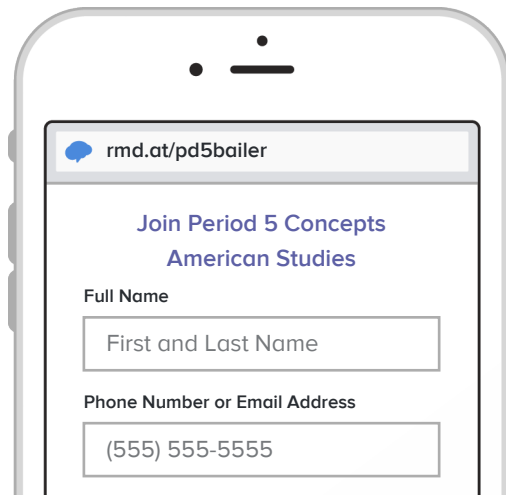 rmd.at/pd5bailer
Join Period 5 Concepts
American Studies
Full Name
First and Last Name
Phone Number or Email Address
(555) 555-5555